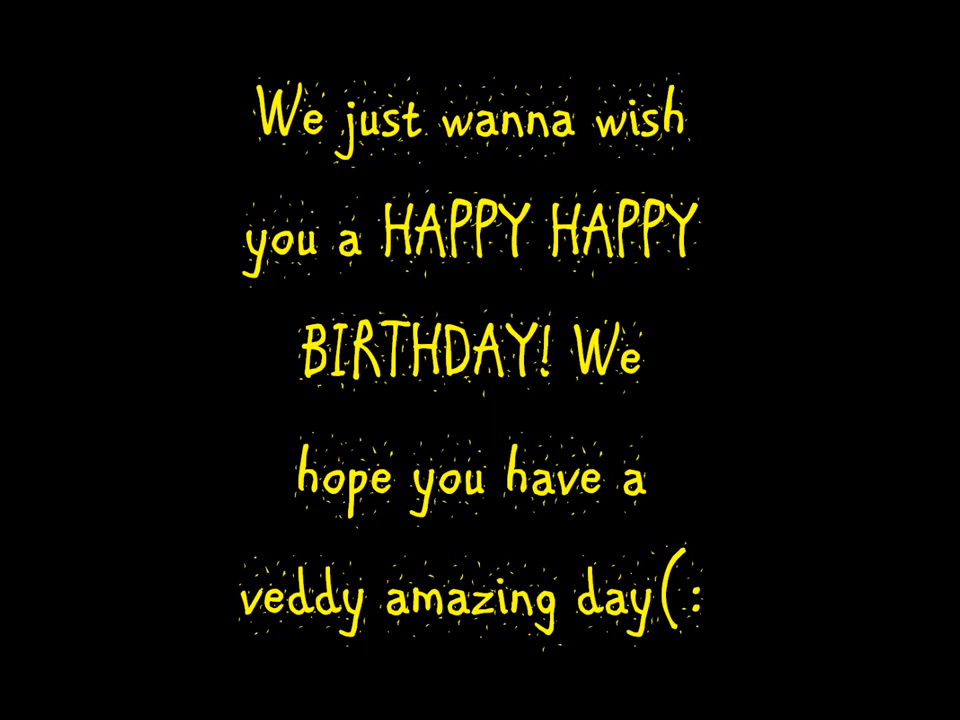 We just wanna wish
you a HAPPY HAPPY
BIRTHDAY! We
hope you have a
veddy amazing day(: